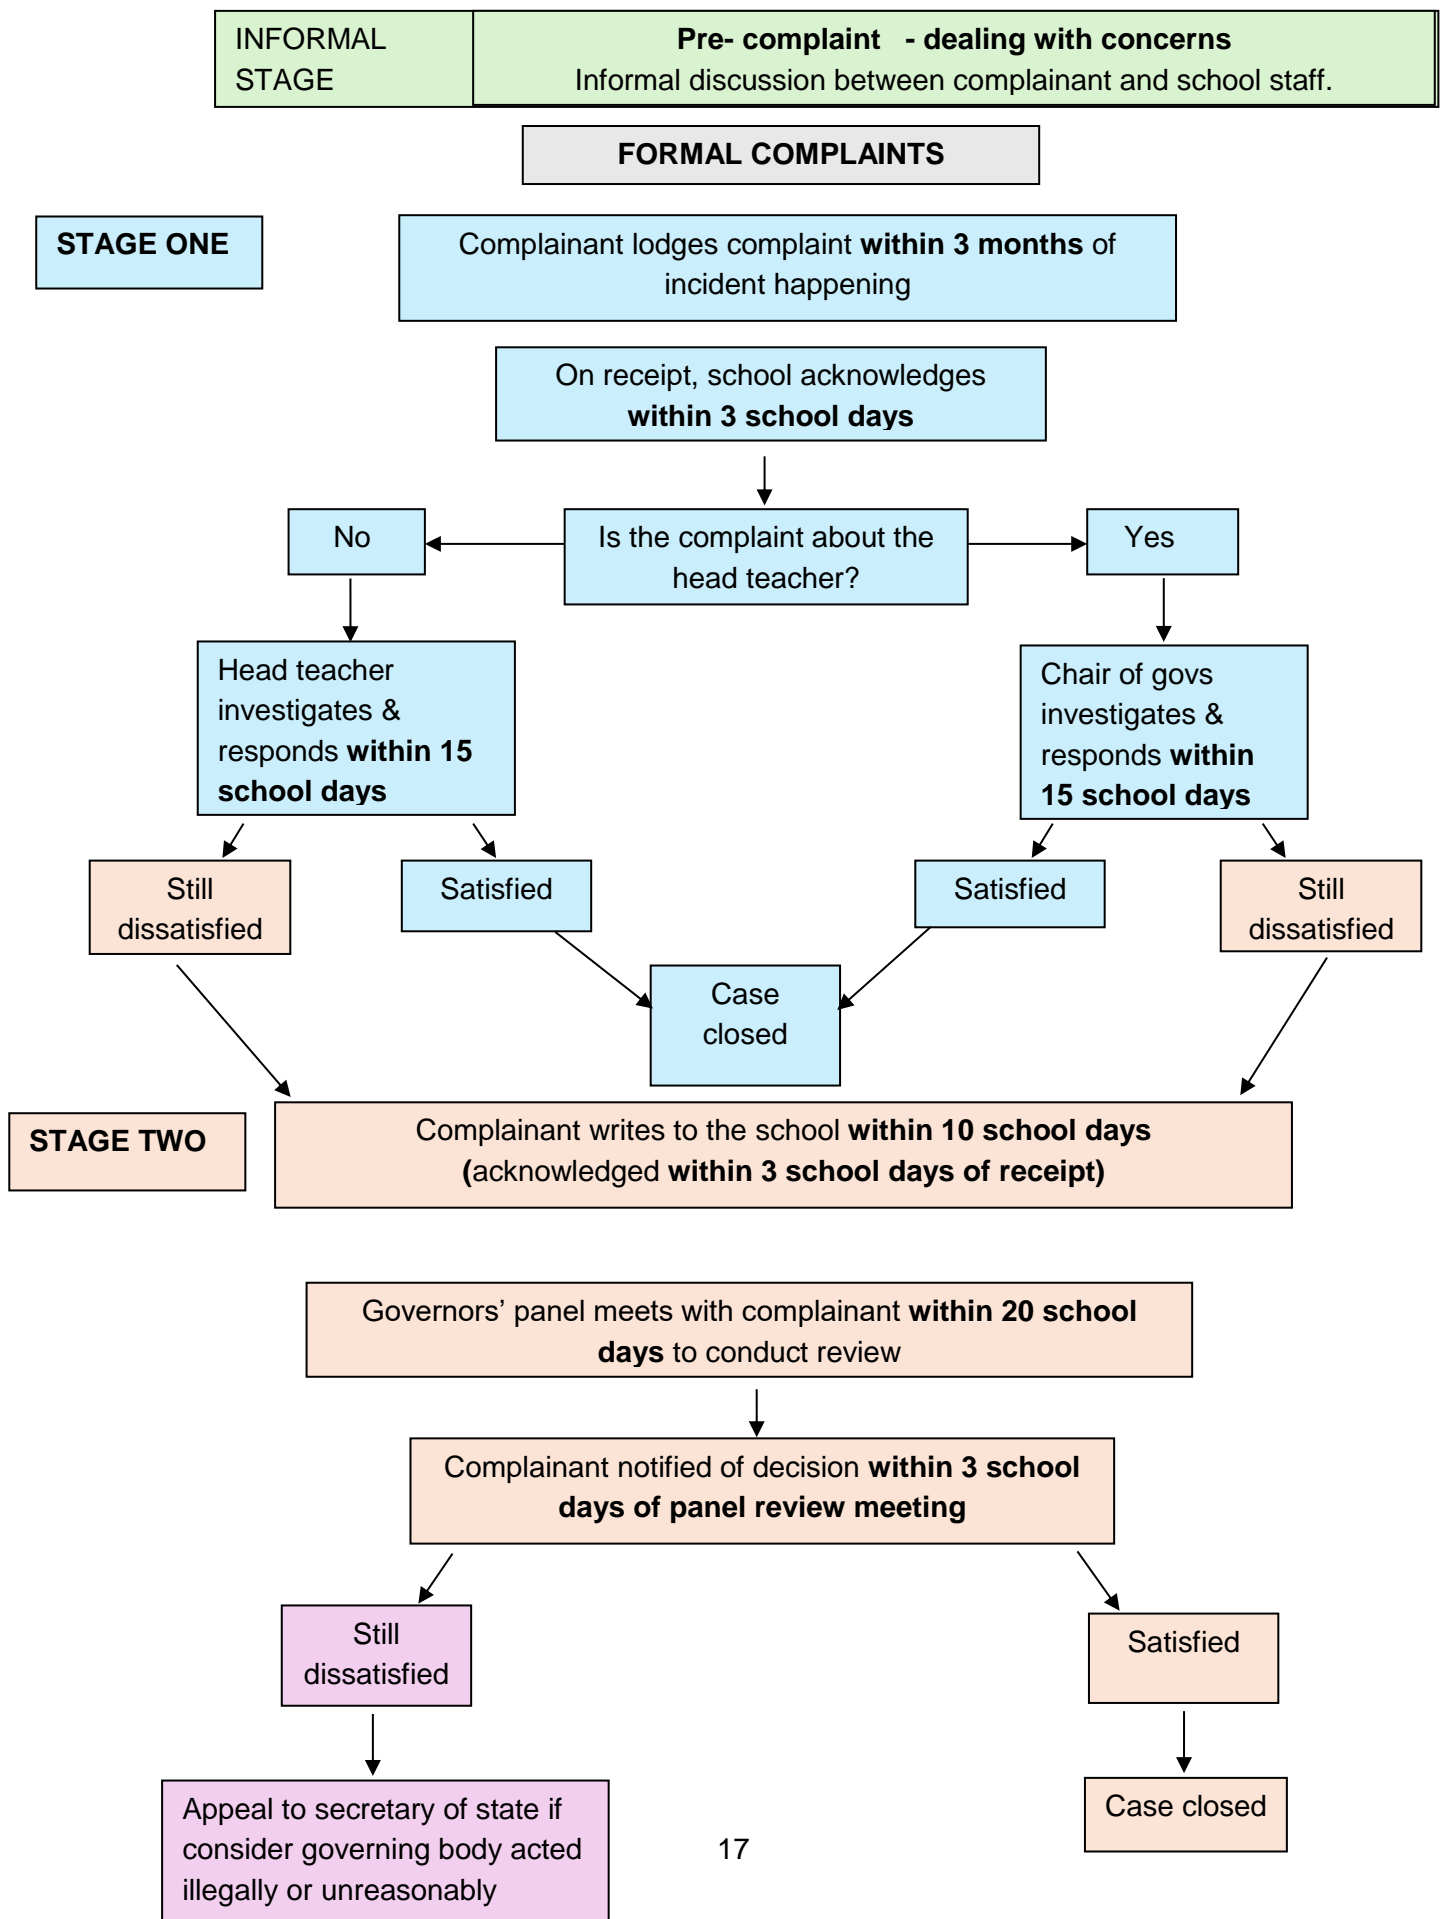 INFORMAL
STAGE
Pre- complaint   - dealing with concerns
Informal discussion between complainant and school staff.
FORMAL COMPLAINTS
STAGE ONE
Complainant lodges complaint within 3 months of
incident happening
On receipt, school acknowledges
within 3 school days
No
Is the complaint about the
head teacher?
Yes
Head teacher
investigates &
responds within 15
school days
Chair of govs
investigates &
responds within
15 school days
Still
dissatisfied
Satisfied
Satisfied
Still
dissatisfied
Case
closed
STAGE TWO
Complainant writes to the school within 10 school days
(acknowledged within 3 school days of receipt)
Governors’ panel meets with complainant within 20 school
days to conduct review
Complainant notified of decision within 3 school
days of panel review meeting
Still
dissatisfied
Satisfied
Appeal to secretary of state if
consider governing body acted
illegally or unreasonably
Case closed
17